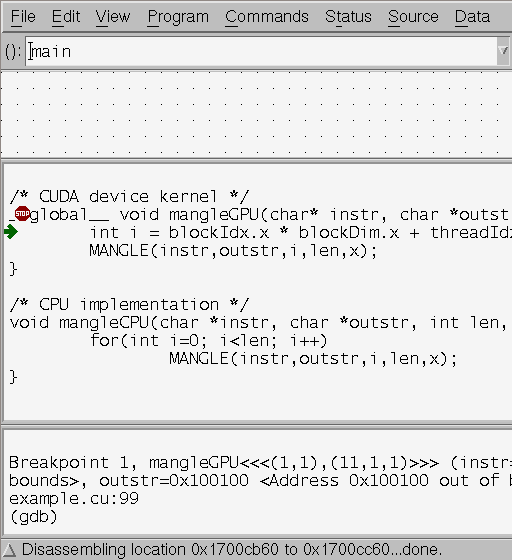 File Edit View Program Commands Status Source Data
(): main
/* CUDA device kernel */
__global__ void mangleGPU(char* instr, char *outst
int i = blockIdx.x * blockDim.x + threadIdx
MANGLE(instr,outstr,i,len,x);
}
/* CPU implementation */
void mangleCPU(char *instr, char *outstr, int len,
for(int i=0; i<len; i++)
MANGLE(instr,outstr,i,len,x);
}
Breakpoint 1, mangleGPU<<<(1,1),(11,1,1)>>> (instr=
bounds>, outstr=0x100100 <Address 0x100100 out of b
example.cu:99
(gdb)
Disassembling location 0x1700cb60 to 0x1700cc60...done.